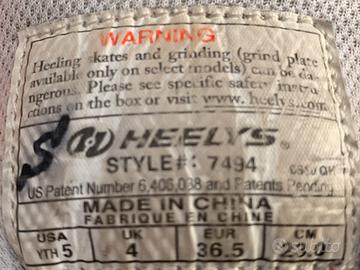 WARNING
Heeling skates and grinding (grind plate
available only on select models) can be da-
ngerous. Please see specific safety instru-
ctions on the box or visit www.heelys.com
HEELYS®
STYLE#: 7494
US Patent Number 6,406,038 and Patents Pending
MADE IN CHINA
FABRIQUE EN CHINE
USA UK EUR CM
YTH 5 4 36.5